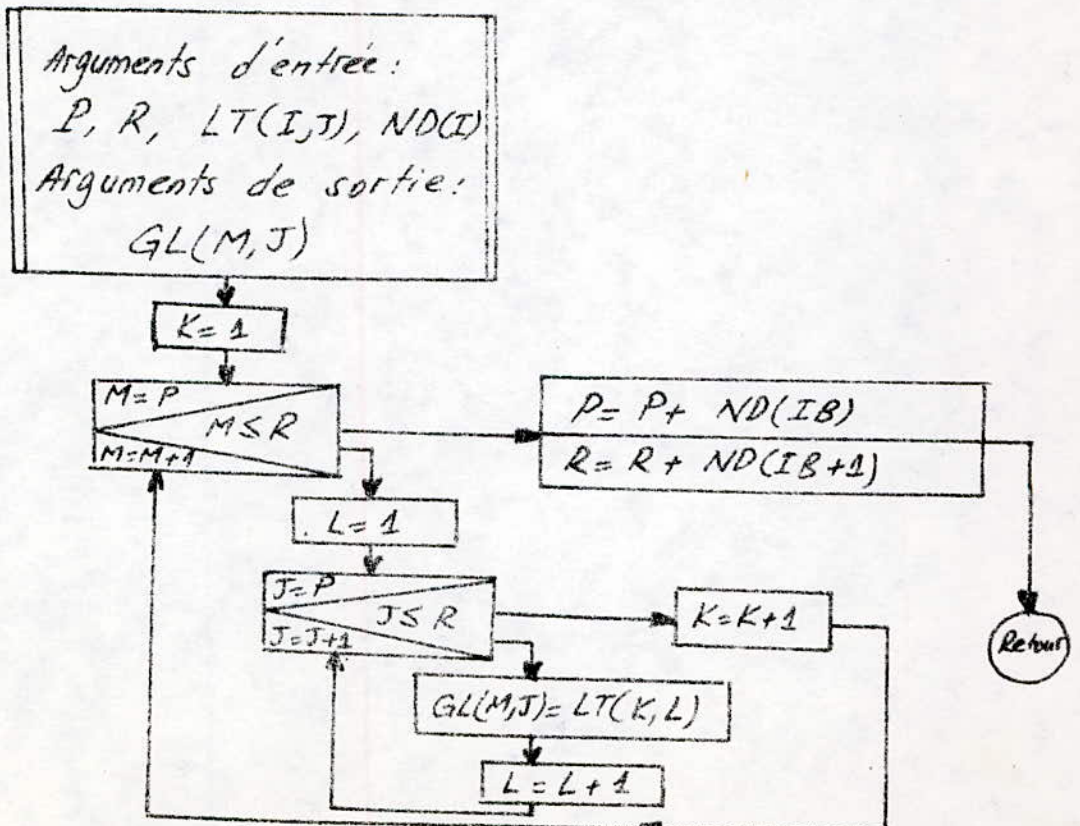 Arguments d'entrée:
P, R, LT(I,J), ND(I)
Arguments de sortie:
GL(M,J)
K=1
M=P
M≤R
M=M+1
P=P+ ND(IB)
R=R+ ND(IB+1)
L=1
J=P
J≤R
J=J+1
K=K+1
Retour
GL(M,J)=LT(K,L)
L=L+1